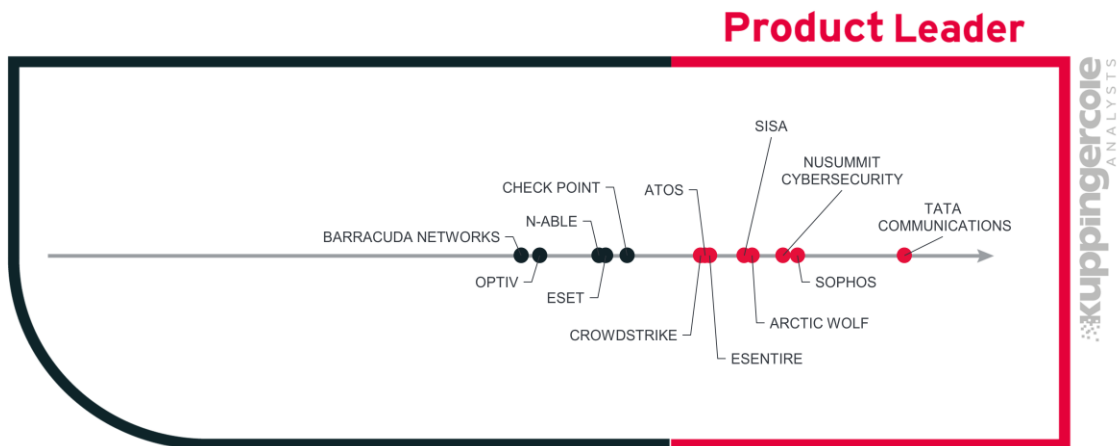 Product Leader
SISA
NUSUMMIT
CYBERSECURITY
CHECK POINT
ATOS
N-ABLE
TATA
COMMUNICATIONS
BARRACUDA NETWORKS
OPTIV
SOPHOS
ESET
CROWDSTRIKE
ARCTIC WOLF
ESENTIRE
kuppingercole
ANALYSTS